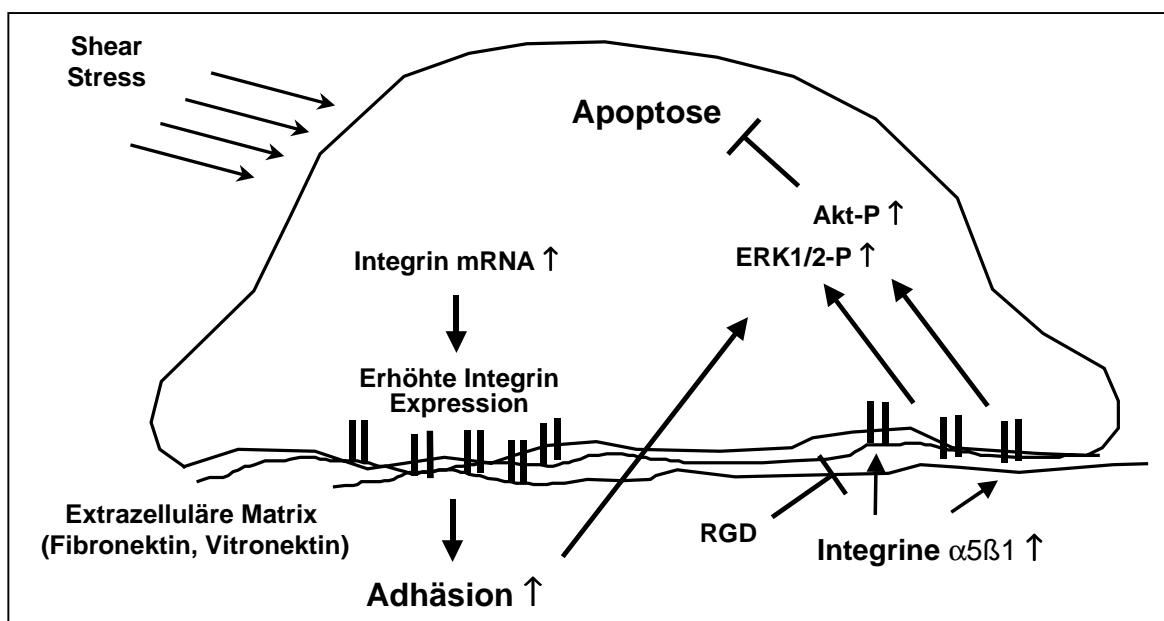 Shear
Stress
Apoptose
Akt-P ↑
ERK1/2-P ↑
Integrin mRNA ↑
Erhöhte Integrin
Expression
Extrazelluläre Matrix
(Fibronektin, Vitronektin)
RGD
Integrine α5ß1 ↑
Adhäsion ↑